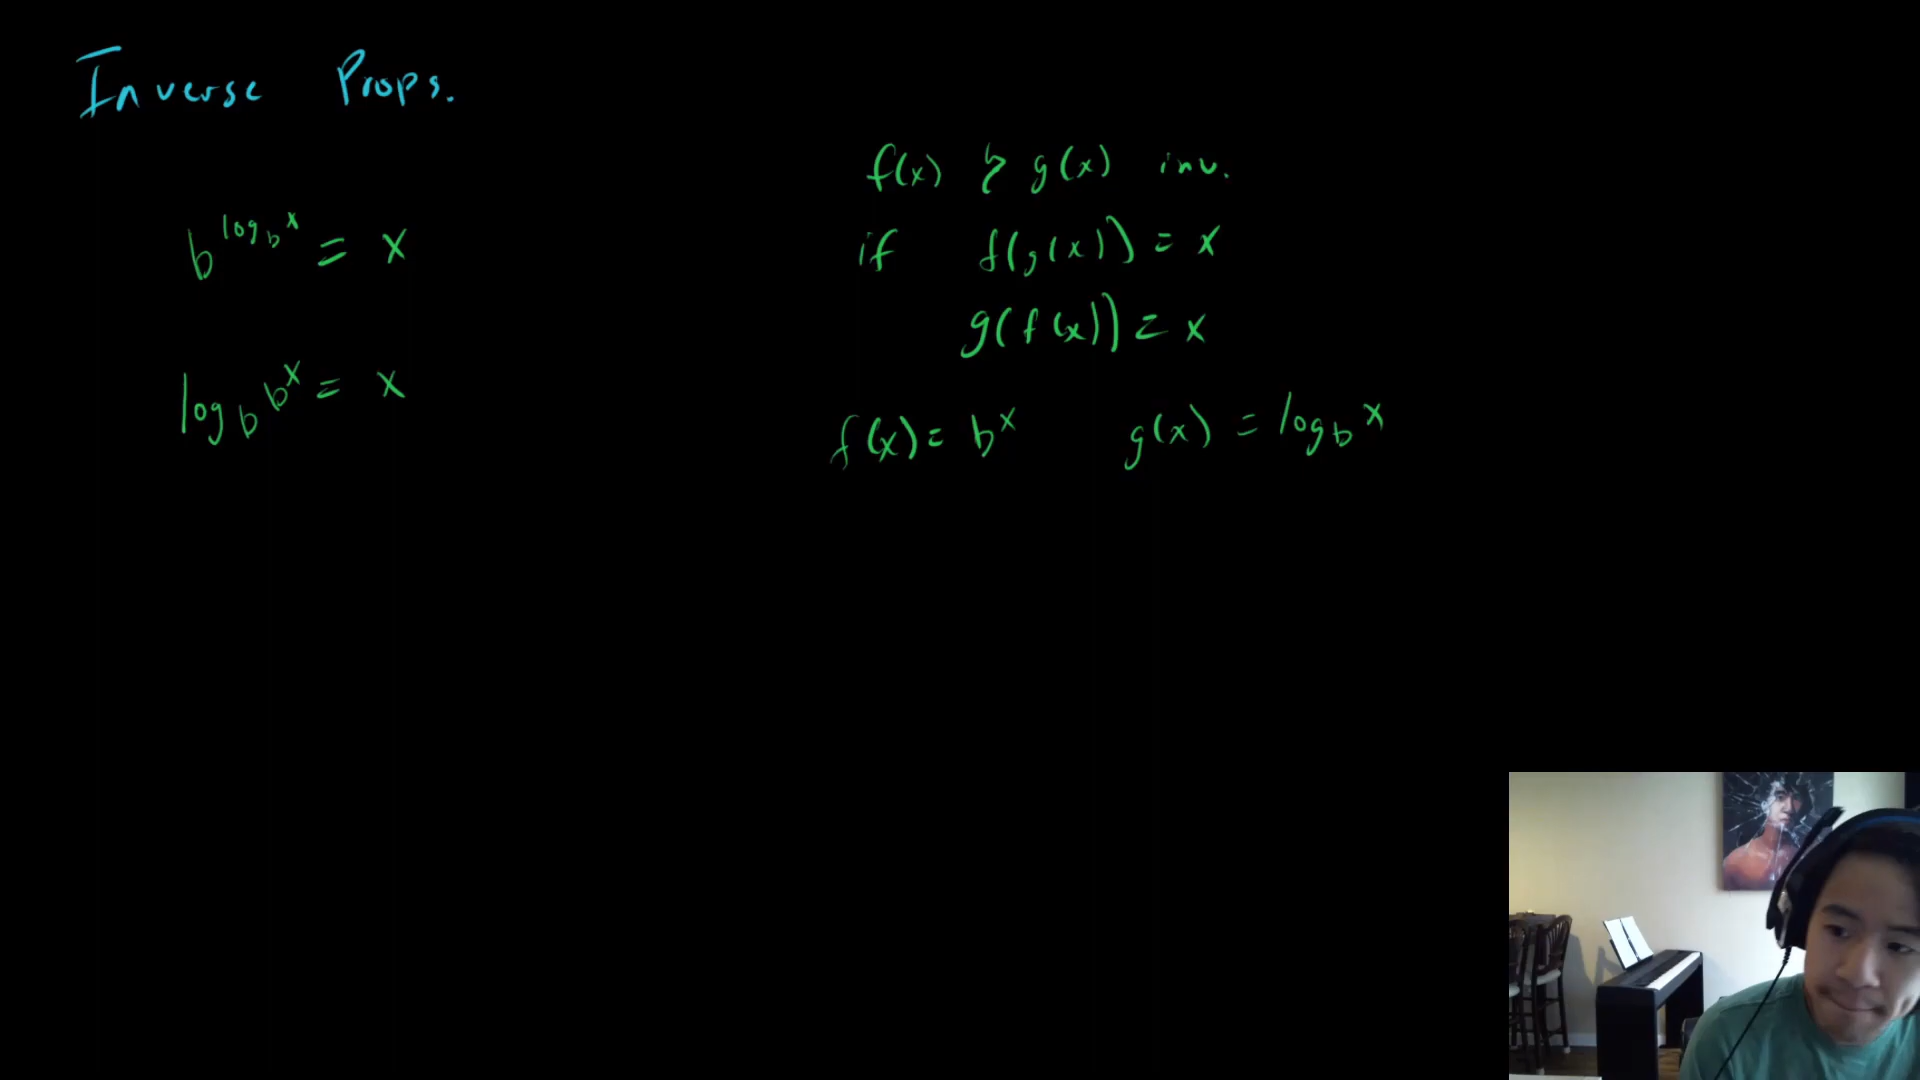 Inverse Props.
b^{log_b x} = x
log_b b^x = x
f(x) & g(x) inv.
if f(g(x)) = x
g(f(x)) = x
f(x) = b^x g(x) = log_b x